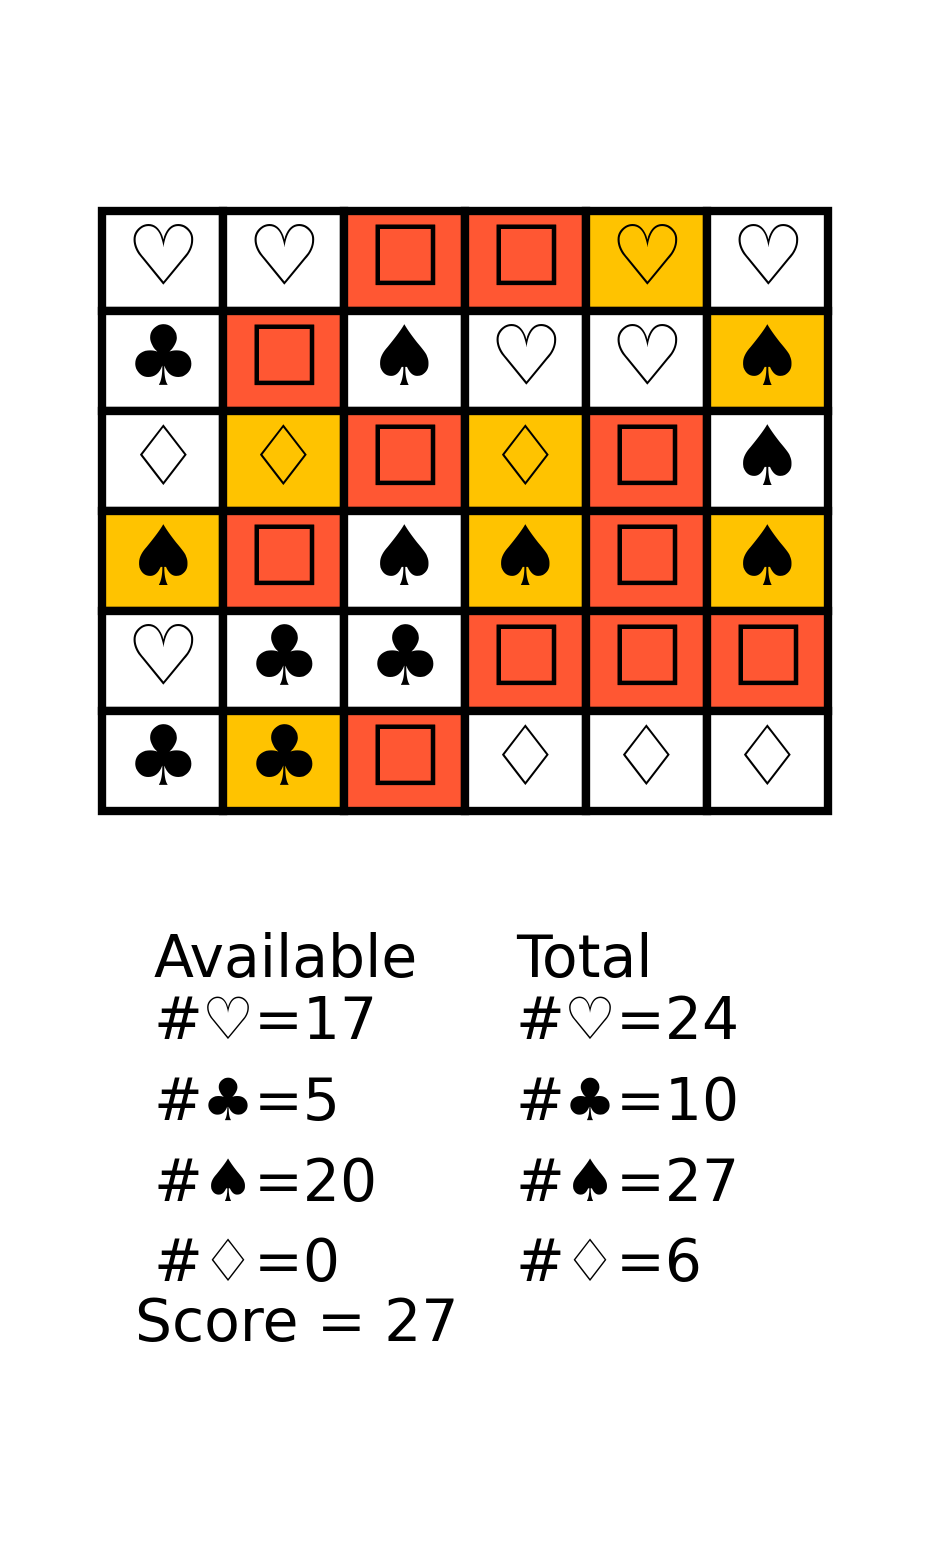 ♡ ♡ □ □ ♡ ♡
♣ □ ♠ ♡ ♡ ♠
♢ ♢ □ ♢ □ ♠
♠ □ ♠ ♠ □ ♠
♡ ♣ ♣ □ □ □
♣ ♣ □ ♢ ♢ ♢
Available Total
#♡=17 #♡=24
#♣=5 #♣=10
#♠=20 #♠=27
#♢=0 #♢=6
Score = 27